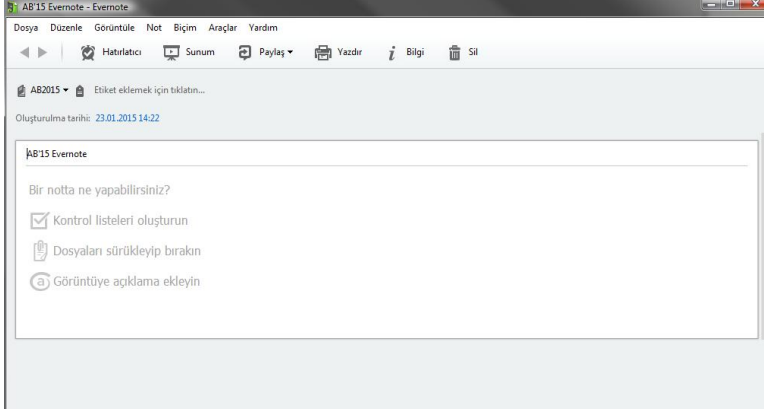 AB'15 Evernote - Evernote
Dosya Düzenle Görüntüle Not Biçim Araçlar Yardım
Hatırlatıcı Sunum Paylaş Yazdır Bilgi Sil
AB2015 Etiket eklemek için tıklatın...
Oluşturulma tarihi: 23.01.2015 14:22
AB'15 Evernote
Bir notta ne yapabilirsiniz?
Kontrol listeleri oluşturun
Dosyaları sürükleyip bırakın
Görüntüye açıklama ekleyin